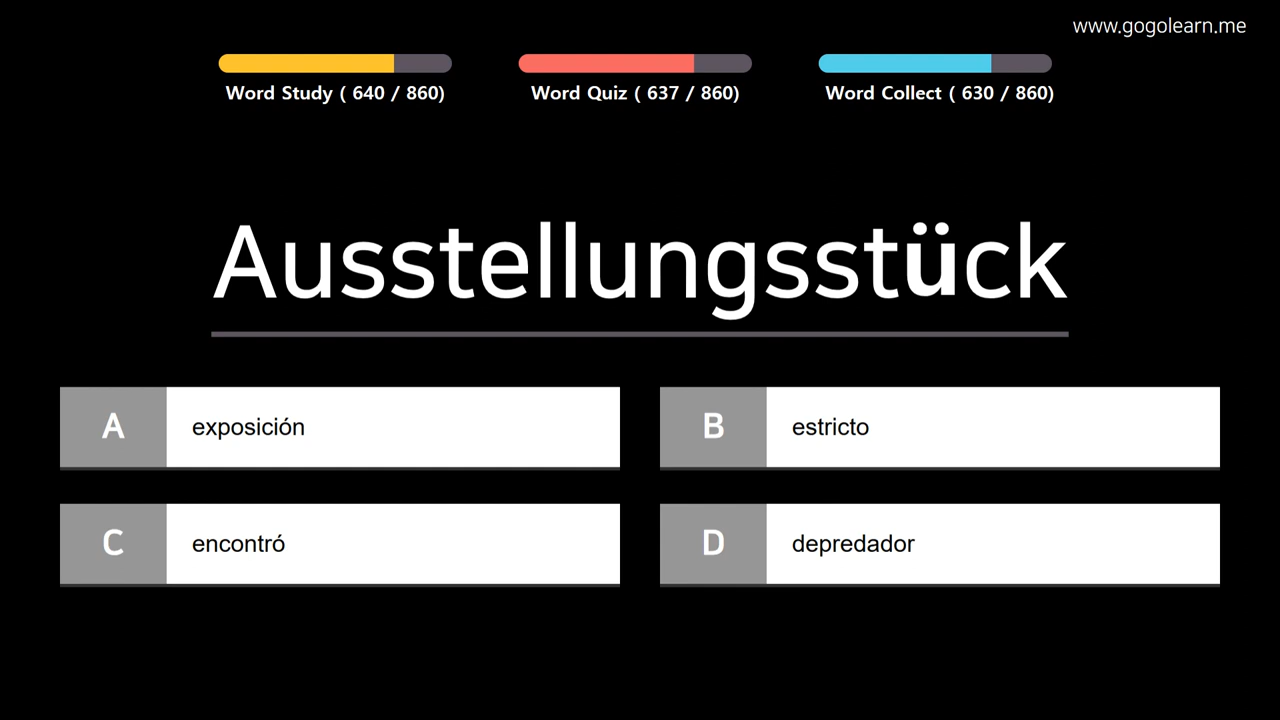 www.gogolearn.me
Word Study ( 640 / 860)
Word Quiz ( 637 / 860)
Word Collect ( 630 / 860)
Ausstellungsstück
A
exposición
B
estricto
C
encontró
D
depredador